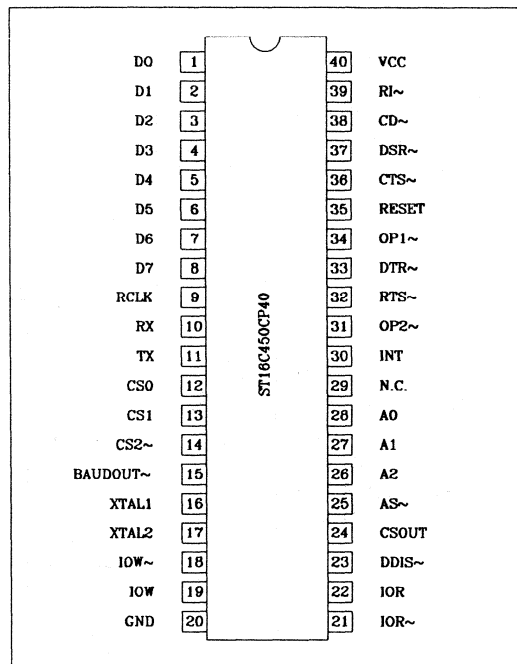 D0 1 40 VCC
D1 2 39 RI~
D2 3 38 CD~
D3 4 37 DSR~
D4 5 36 CTS~
D5 6 35 RESET
D6 7 34 OP1~
D7 8 33 DTR~
RCLK 9 32 RTS~
RX 10 31 OP2~
TX 11 30 INT
CS0 12 29 N.C.
CS1 13 28 A0
CS2~ 14 27 A1
BAUDOUT~ 15 26 A2
XTAL1 16 25 AS~
XTAL2 17 24 CSOUT
IOW~ 18 23 DDIS~
IOW 19 22 IOR
GND 20 21 IOR~
ST16C450CP40